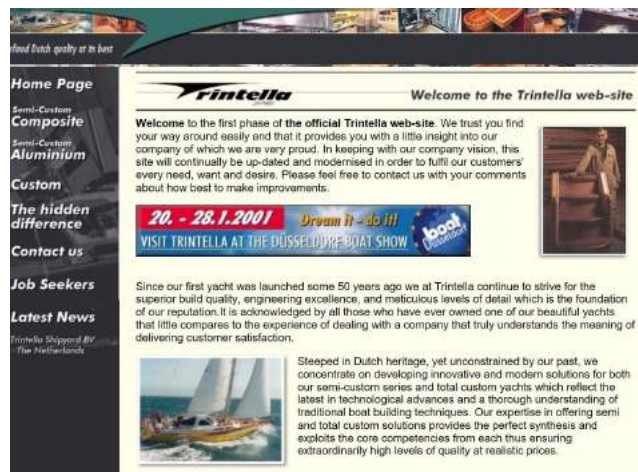 refined Dutch quality at its best
Home Page
Semi-Custom
Composite
Semi-Custom
Aluminium
Custom
The hidden
difference
Contact us
Job Seekers
Latest News
Trintella Shipyard BV
The Netherlands
Trintella
Welcome to the Trintella web-site
Welcome to the first phase of the official Trintella web-site. We trust you find
your way around easily and that it provides you with a little insight into our
company of which we are very proud. In keeping with our company vision, this
site will continually be up-dated and modernised in order to fulfil our customers'
every need, want and desire. Please feel free to contact us with your comments
about how best to make improvements.
20. - 28.1.2001 Dream it - do it!
VISIT TRINTELLA AT THE DÜSSELDORF BOAT SHOW
boat
Düsseldorf
Since our first yacht was launched some 50 years ago we at Trintella continue to strive for the
superior build quality, engineering excellence, and meticulous levels of detail which is the foundation
of our reputation.It is acknowledged by all those who have ever owned one of our beautiful yachts
that little compares to the experience of dealing with a company that truly understands the meaning of
delivering customer satisfaction.
Steeped in Dutch heritage, yet unconstrained by our past, we
concentrate on developing innovative and modern solutions for both
our semi-custom series and total custom yachts which reflect the
latest in technological advances and a thorough understanding of
traditional boat building techniques. Our expertise in offering semi
and total custom solutions provides the perfect synthesis and
exploits the core competencies from each thus ensuring
extraordinarily high levels of quality at realistic prices.